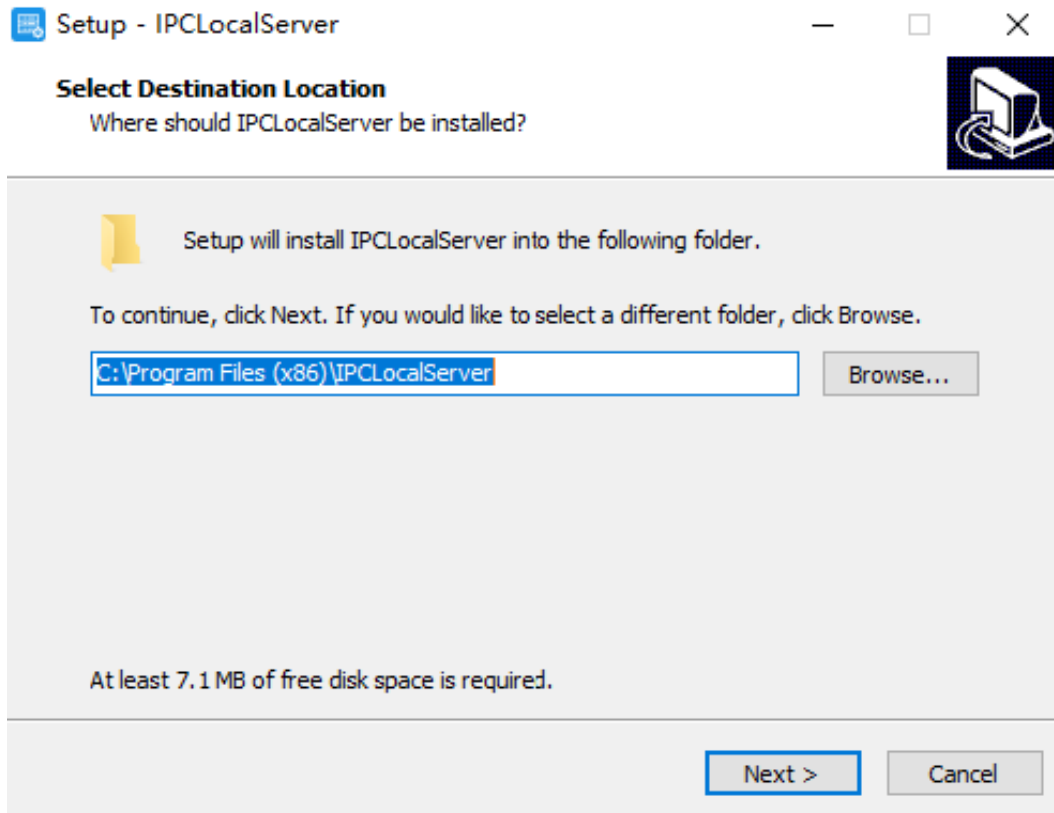 Setup - IPCLocalServer
Select Destination Location
Where should IPCLocalServer be installed?
Setup will install IPCLocalServer into the following folder.
To continue, click Next. If you would like to select a different folder, click Browse.
C:\Program Files (x86)\IPCLocalServer
Browse...
At least 7.1 MB of free disk space is required.
Next >
Cancel